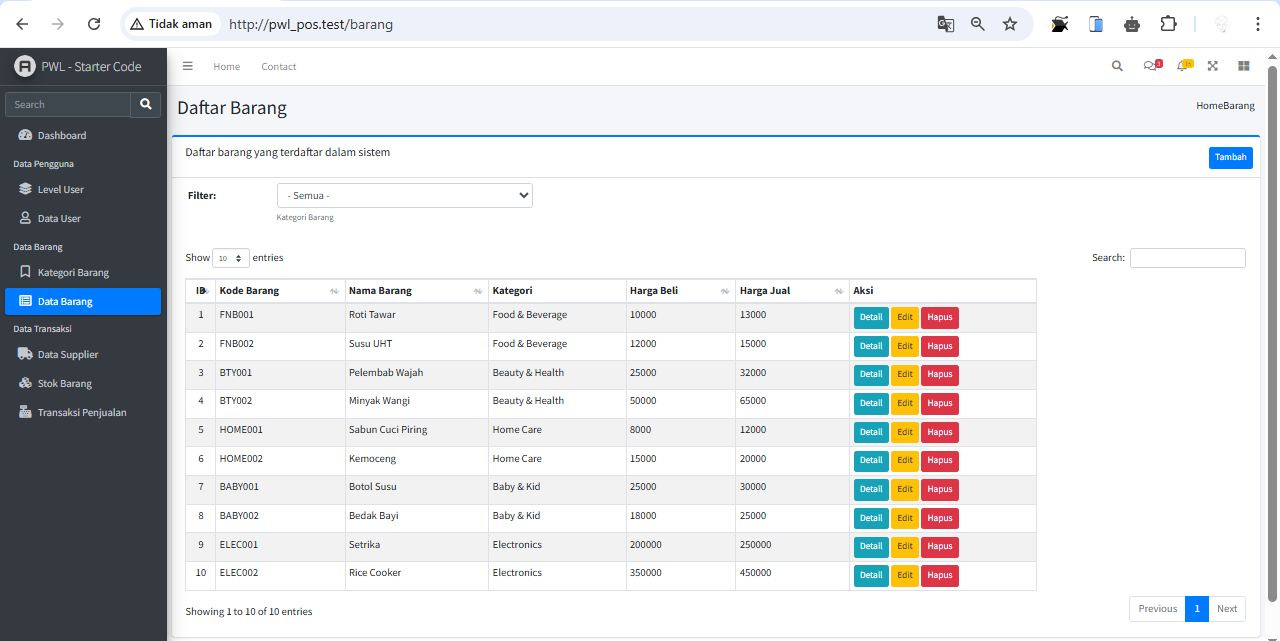 Tidak aman http://pwl_pos.test/barang
PWL - Starter Code
Home Contact
3
15
Search
Dashboard
Data Pengguna
Level User
Data User
Data Barang
Kategori Barang
Data Barang
Data Transaksi
Data Supplier
Stok Barang
Transaksi Penjualan
Daftar Barang
HomeBarang
Daftar barang yang terdaftar dalam sistem
Tambah
Filter: - Semua -
Kategori Barang
Show 10 entries
Search:
ID Kode Barang Nama Barang Kategori Harga Beli Harga Jual Aksi
1 FNB001 Roti Tawar Food & Beverage 10000 13000 Detail Edit Hapus
2 FNB002 Susu UHT Food & Beverage 12000 15000 Detail Edit Hapus
3 BTY001 Pelembab Wajah Beauty & Health 25000 32000 Detail Edit Hapus
4 BTY002 Minyak Wangi Beauty & Health 50000 65000 Detail Edit Hapus
5 HOME001 Sabun Cuci Piring Home Care 8000 12000 Detail Edit Hapus
6 HOME002 Kemoceng Home Care 15000 20000 Detail Edit Hapus
7 BABY001 Botol Susu Baby & Kid 25000 30000 Detail Edit Hapus
8 BABY002 Bedak Bayi Baby & Kid 18000 25000 Detail Edit Hapus
9 ELEC001 Setrika Electronics 200000 250000 Detail Edit Hapus
10 ELEC002 Rice Cooker Electronics 350000 450000 Detail Edit Hapus
Showing 1 to 10 of 10 entries
Previous 1 Next